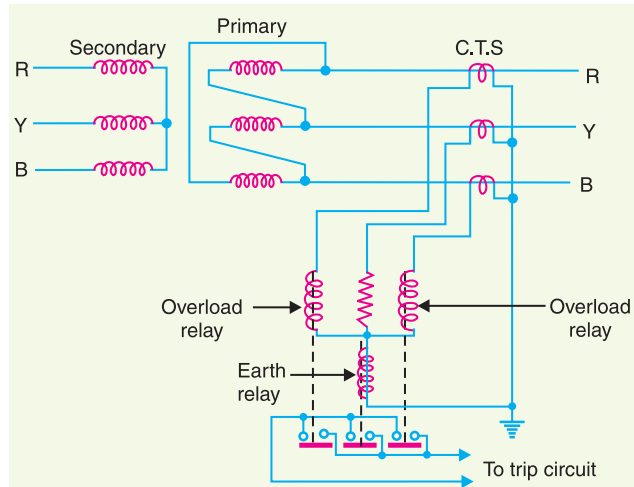 Primary
Secondary
C.T.S
R
R
Y
Y
B
B
Overload
relay
Overload
relay
Earth
relay
To trip circuit